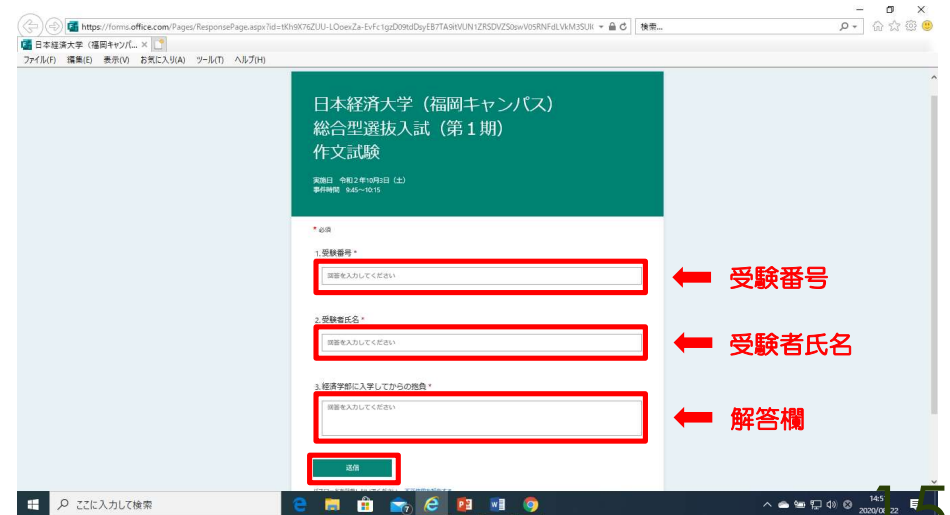 https://forms.office.com/Pages/ResponsePage.aspx?id=
検索...
日本経済大学（福岡キャンパ...
ファイル(F) 編集(E) 表示(V) お気に入り(A) ツール(T) ヘルプ(H)
日本経済大学（福岡キャンパス）
総合型選抜入試（第１期）
作文試験
実施日 令和２年10月3日（土）
9:45～10:15
* 必須
1. 受験番号 *
回答を入力してください
受験番号
2. 受験者氏名 *
回答を入力してください
受験者氏名
3. 経済学部に入学してからの抱負 *
回答を入力してください
解答欄
送信
ここに入力して検索
15